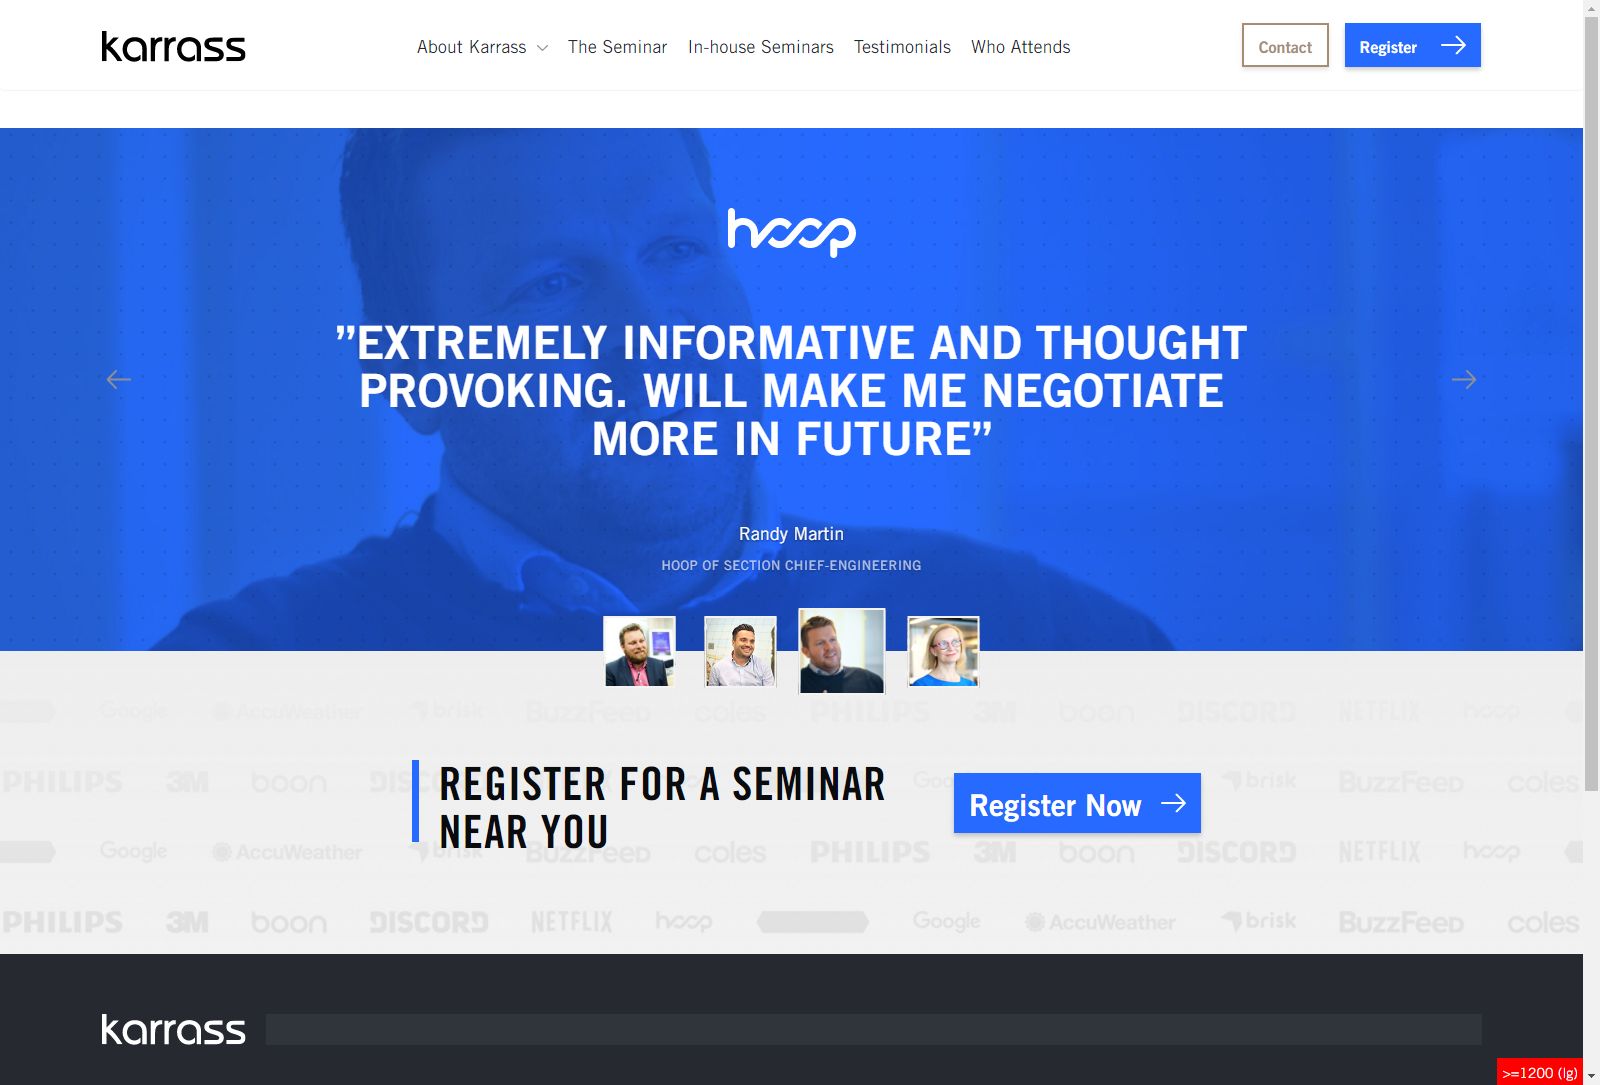 karrass
About Karrass
The Seminar
In-house Seminars
Testimonials
Who Attends
Contact
Register
hoop
”EXTREMELY INFORMATIVE AND THOUGHT
PROVOKING. WILL MAKE ME NEGOTIATE
MORE IN FUTURE”
Randy Martin
HOOP OF SECTION CHIEF-ENGINEERING
Google AccuWeather brisk BuzzFeed coles PHILIPS 3M boon DISCORD NETFLIX hoop
PHILIPS 3M boon DISCORD NETFLIX Google brisk BuzzFeed coles
REGISTER FOR A SEMINAR
NEAR YOU
Register Now
Google AccuWeather brisk BuzzFeed coles PHILIPS 3M boon DISCORD NETFLIX hoop
PHILIPS 3M boon DISCORD NETFLIX hoop Google AccuWeather brisk BuzzFeed coles
karrass
>=1200 (lg)